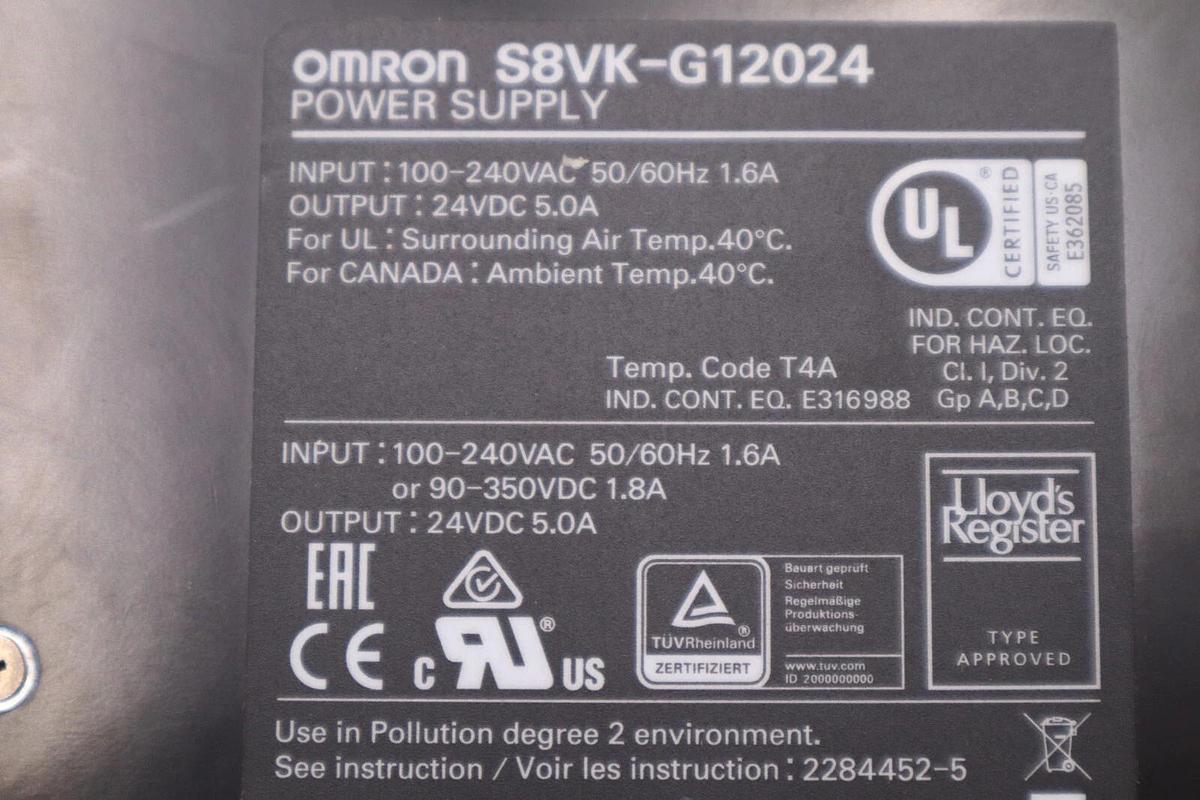 omron S8VK-G12024
POWER SUPPLY
INPUT : 100-240VAC 50/60Hz 1.6A
OUTPUT : 24VDC 5.0A
For UL : Surrounding Air Temp.40°C.
For CANADA : Ambient Temp.40°C.
UL ®
CERTIFIED
SAFETY US·CA
E362085
IND. CONT. EQ.
FOR HAZ. LOC.
Cl. I, Div. 2
Gp A,B,C,D
Temp. Code T4A
IND. CONT. EQ. E316988
INPUT : 100-240VAC 50/60Hz 1.6A
or 90-350VDC 1.8A
OUTPUT : 24VDC 5.0A
Lloyd's
Register
TYPE
APPROVED
EAC
CE
c RU ® US
TÜVRheinland ®
ZERTIFIZIERT
Bauart geprüft
Sicherheit
Regelmäßige
Produktions-
überwachung
www.tuv.com
ID 2000000000
Use in Pollution degree 2 environment.
See instruction / Voir les instruction : 2284452-5